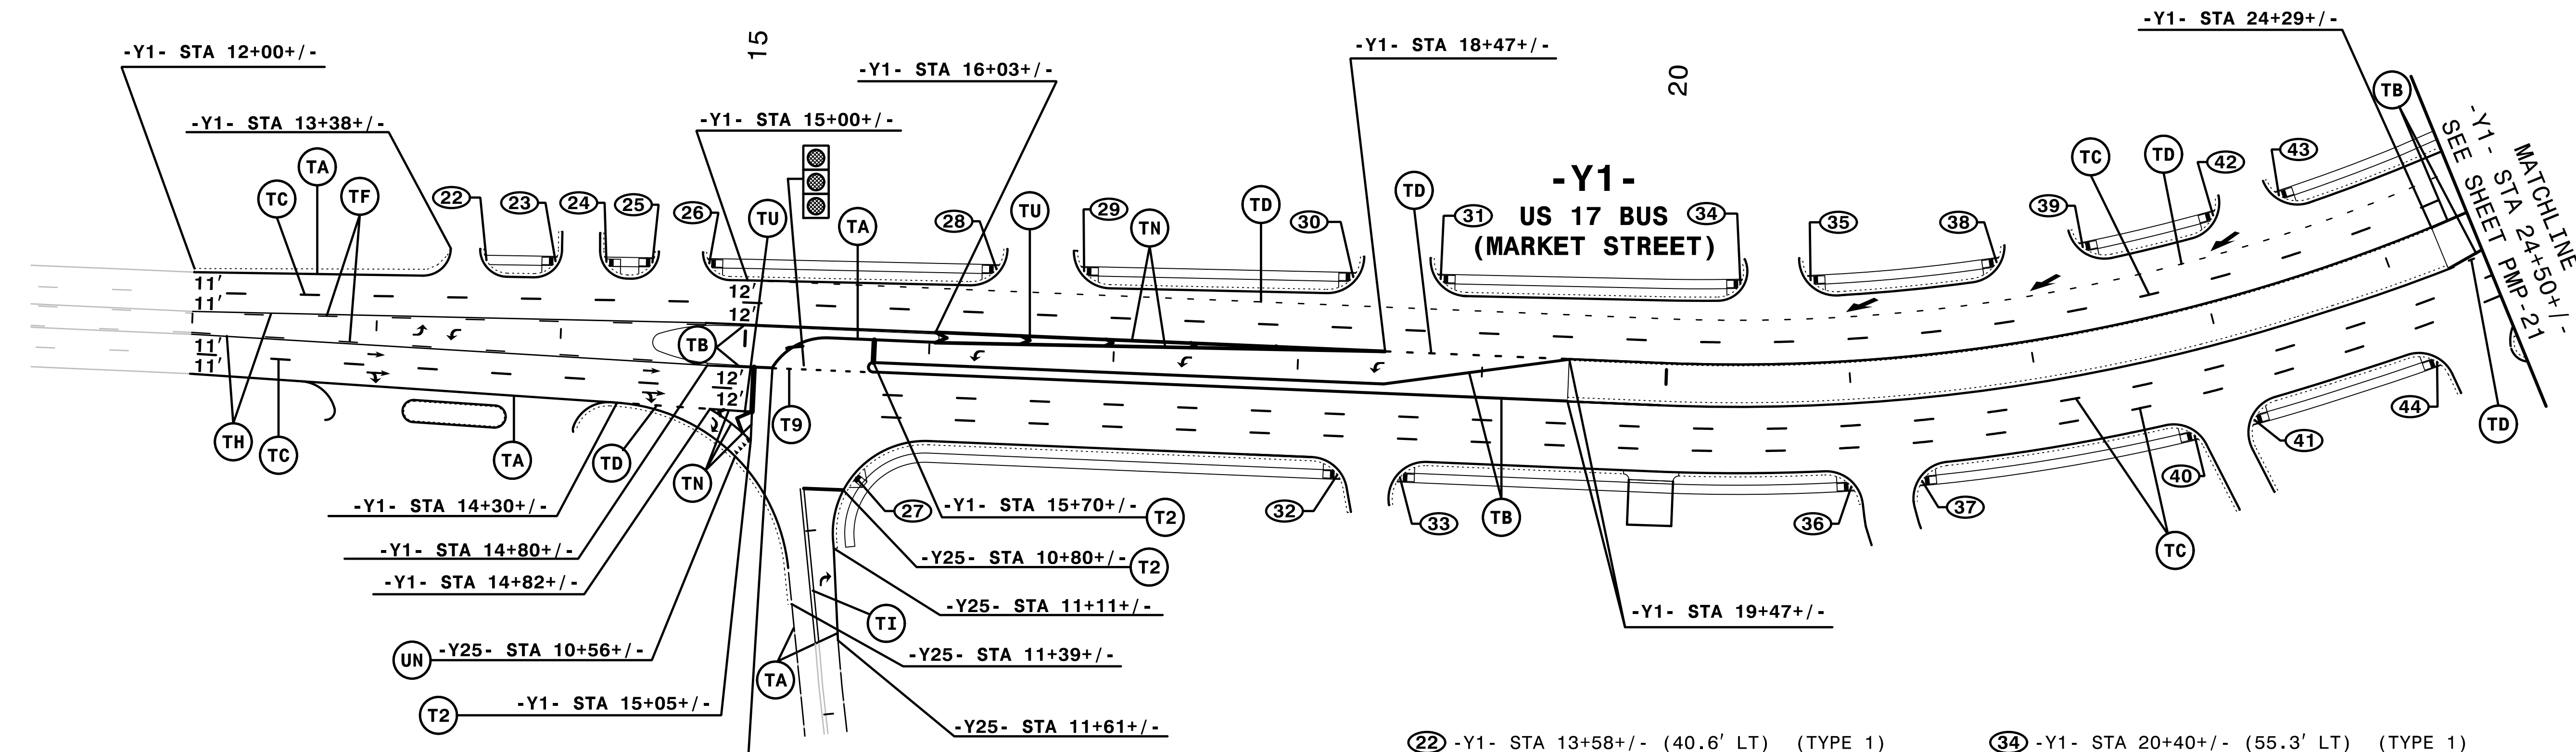 -Y1- STA 12+00+/-
-Y1- STA 13+38+/-
15
-Y1- STA 15+00+/-
-Y1- STA 16+03+/-
-Y1- STA 18+47+/-
20
-Y1- STA 24+29+/-
-Y1-
US 17 BUS
(MARKET STREET)
MATCHLINE
-Y1- STA 24+50+/-
SEE SHEET PMP-21
TC
TA
TF
22
23
24
25
26
TU
TA
28
TU
29
TN
TD
30
TD
31
34
35
38
39
TC
TD
42
43
TB
11'
11'
11'
11'
12'
12'
12'
12'
TB
TH
TC
TA
TD
TN
T9
27
32
33
TB
36
37
40
41
44
TD
TC
-Y1- STA 14+30+/-
-Y1- STA 14+80+/-
-Y1- STA 14+82+/-
UN -Y25- STA 10+56+/-
T2 -Y1- STA 15+05+/-
-Y1- STA 15+70+/- T2
-Y25- STA 10+80+/- T2
-Y25- STA 11+11+/-
TI
-Y25- STA 11+39+/-
TA
-Y25- STA 11+61+/-
-Y1- STA 19+47+/-
22 -Y1- STA 13+58+/- (40.6' LT) (TYPE 1)
34 -Y1- STA 20+40+/- (55.3' LT) (TYPE 1)